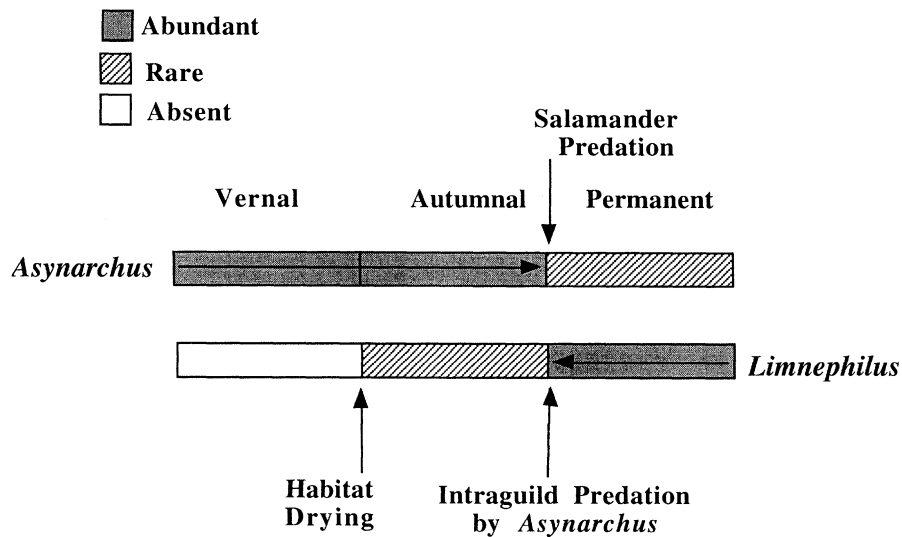 Abundant
Rare
Absent
Salamander
Predation
Vernal
Autumnal
Permanent
Asynarchus
Limnephilus
Habitat
Drying
Intraguild Predation
by Asynarchus